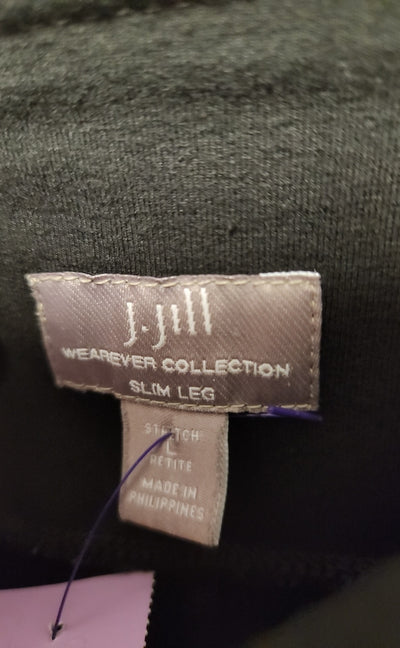 J.Jill
WEAREVER COLLECTION
SLIM LEG
STRETCH
L
PETITE
MADE IN
PHILIPPINES